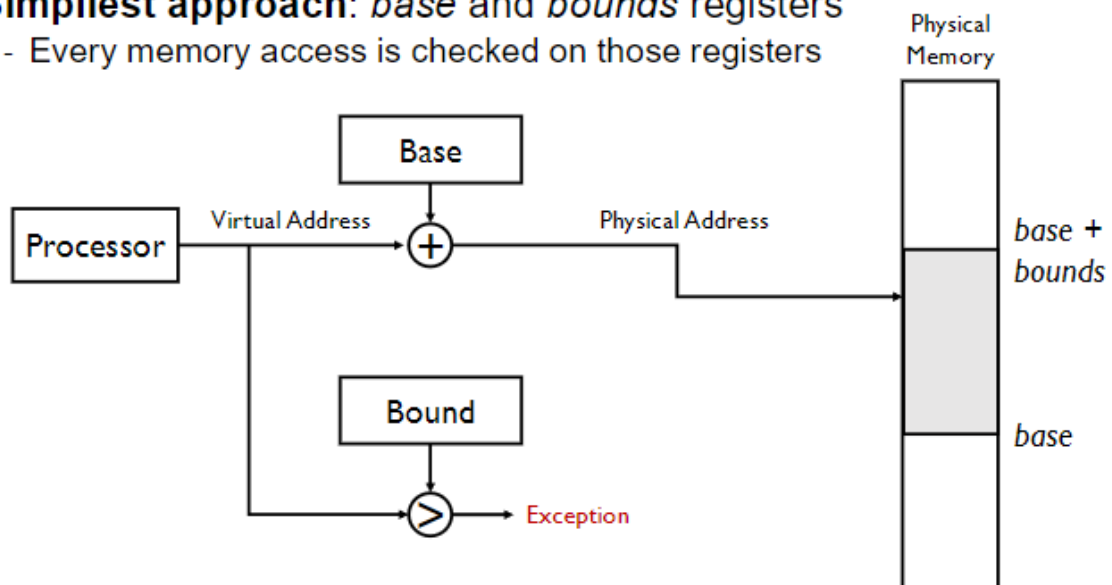 Simpliest approach: base and bounds registers
- Every memory access is checked on those registers
Physical
Memory
Base
Processor
Virtual Address
+
Physical Address
base +
bounds
Bound
base
>
Exception